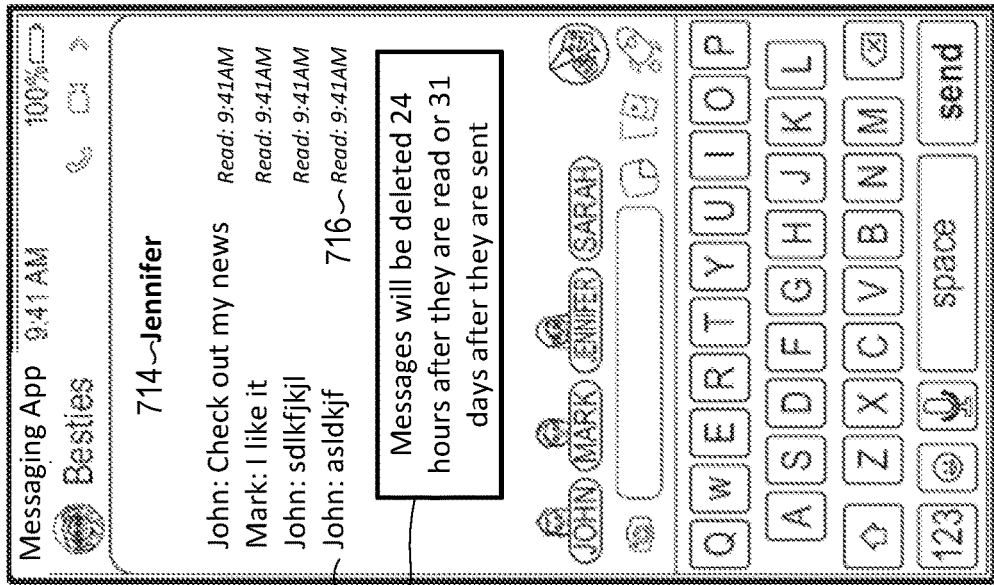 Messaging App 9:41 AM 100%
Besties
714 Jennifer
John: Check out my news Read: 9:41AM
Mark: I like it Read: 9:41AM
John: sdlkfjkjl Read: 9:41AM
John: asldkjf 716 Read: 9:41AM
Messages will be deleted 24
hours after they are read or 31
days after they are sent
JOHN MARK JENNIFER SARAH
Q W E R T Y U I O P
A S D F G H J K L
Z X C V B N M
123 space send